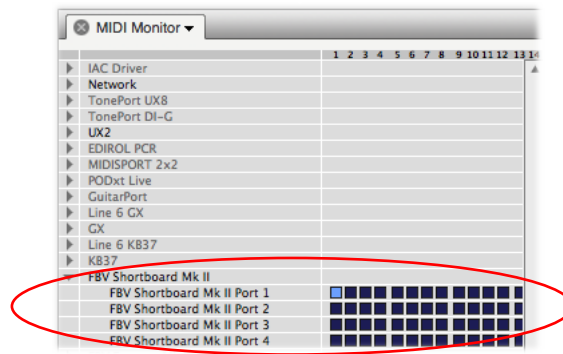 MIDI Monitor
1 2 3 4 5 6 7 8 9 10 11 12 13 14
IAC Driver
Network
TonePort UX8
TonePort DI-G
UX2
EDIROL PCR
MIDISPORT 2x2
PODxt Live
GuitarPort
Line 6 GX
GX
Line 6 KB37
KB37
FBV Shortboard Mk II
FBV Shortboard Mk II Port 1
FBV Shortboard Mk II Port 2
FBV Shortboard Mk II Port 3
FBV Shortboard Mk II Port 4